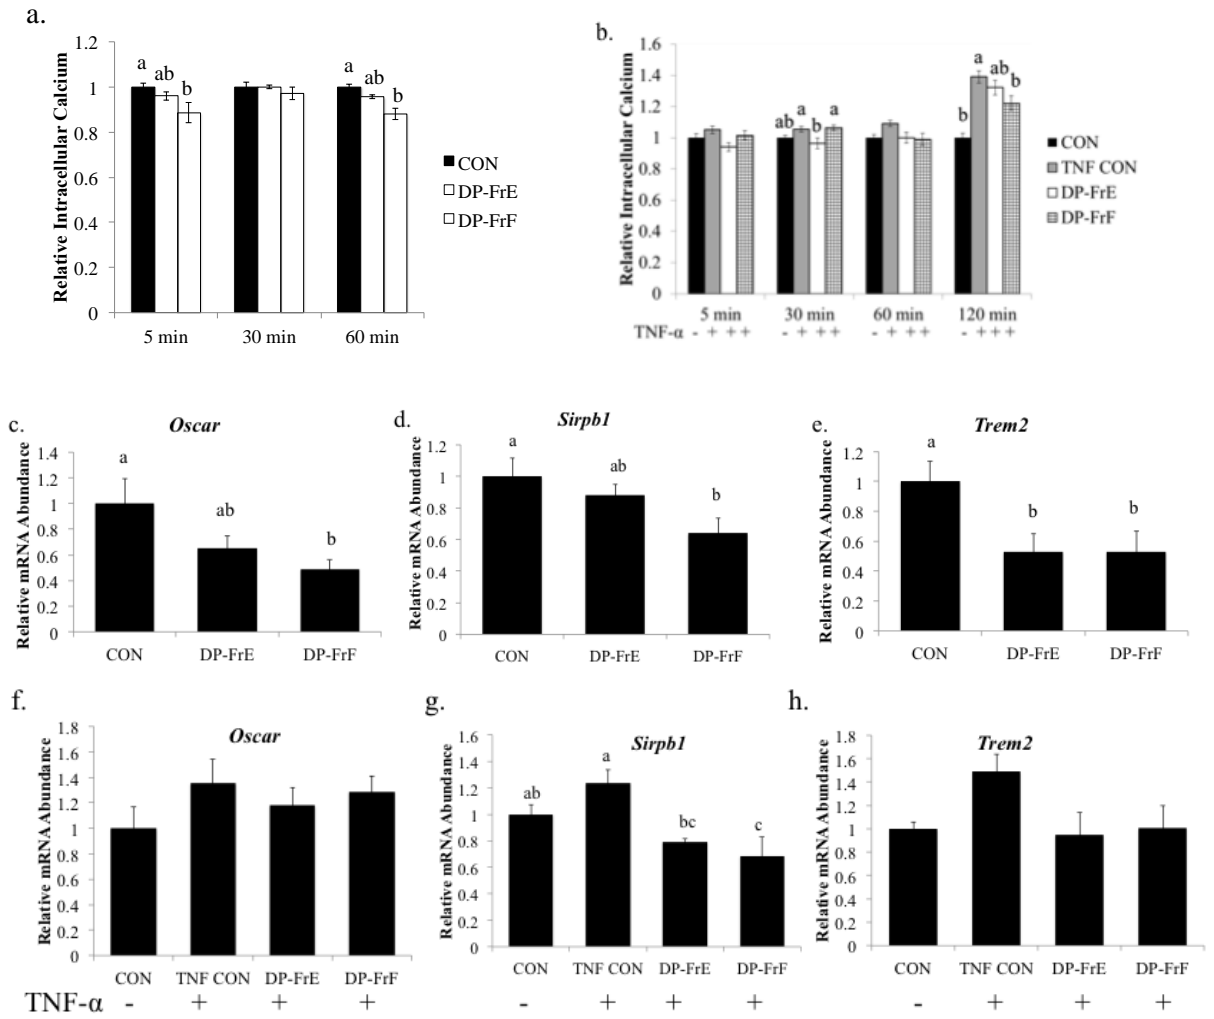 a.
1.2
1
0.8
0.6
0.4
0.2
0
Relative Intracellular Calcium
a ab b
a ab b
5 min 30 min 60 min
CON
DP-FrE
DP-FrF
b.
1.6
1.4
1.2
1
0.8
0.6
0.4
0.2
0
Relative Intracellular Calcium
ab a b a
b a ab b
5 min 30 min 60 min 120 min
TNF-α - + ++ - + ++ - + ++ - +++
CON
TNF CON
DP-FrE
DP-FrF
c.
Oscar
Relative mRNA Abundance
1.4
1.2
1
0.8
0.6
0.4
0.2
0
a ab b
CON DP-FrE DP-FrF
d.
Sirpb1
Relative mRNA Abundance
1.2
1
0.8
0.6
0.4
0.2
0
a ab b
CON DP-FrE DP-FrF
e.
Trem2
Relative mRNA Abundance
1.2
1
0.8
0.6
0.4
0.2
0
a b b
CON DP-FrE DP-FrF
f.
Oscar
Relative mRNA Abundance
1.8
1.6
1.4
1.2
1
0.8
0.6
0.4
0.2
0
CON TNF CON DP-FrE DP-FrF
TNF-α - + + +
g.
Sirpb1
Relative mRNA Abundance
1.6
1.4
1.2
1
0.8
0.6
0.4
0.2
0
ab a bc c
CON TNF CON DP-FrE DP-FrF
- + + +
h.
Trem2
Relative mRNA Abundance
1.8
1.6
1.4
1.2
1
0.8
0.6
0.4
0.2
0
CON TNF CON DP-FrE DP-FrF
- + + +